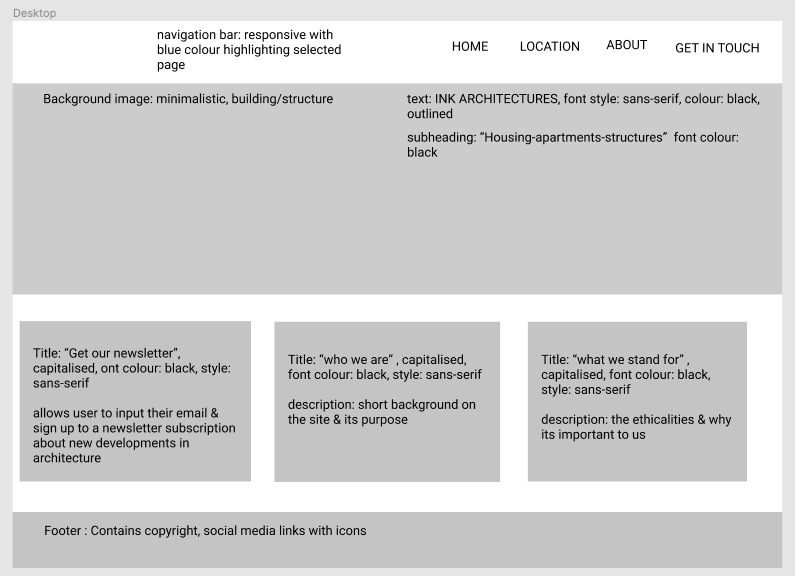 Desktop
navigation bar: responsive with
blue colour highlighting selected
page
HOME
LOCATION
ABOUT
GET IN TOUCH
Background image: minimalistic, building/structure
text: INK ARCHITECTURES, font style: sans-serif, colour: black,
outlined
subheading: “Housing-apartments-structures” font colour:
black
Title: “Get our newsletter”,
capitalised, ont colour: black, style:
sans-serif
allows user to input their email &
sign up to a newsletter subscription
about new developments in
architecture
Title: “who we are” , capitalised,
font colour: black, style: sans-serif
description: short background on
the site & its purpose
Title: “what we stand for” ,
capitalised, font colour: black,
style: sans-serif
description: the ethicalities & why
its important to us
Footer : Contains copyright, social media links with icons